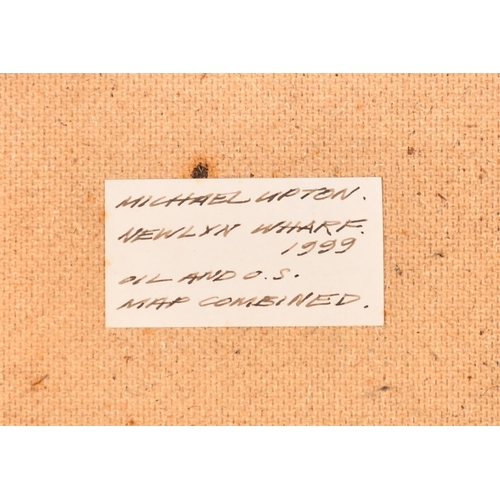 MICHAEL UPTON.
NEWLYN WHARF.
1999
OIL AND O.S.
MAP COMBINED.